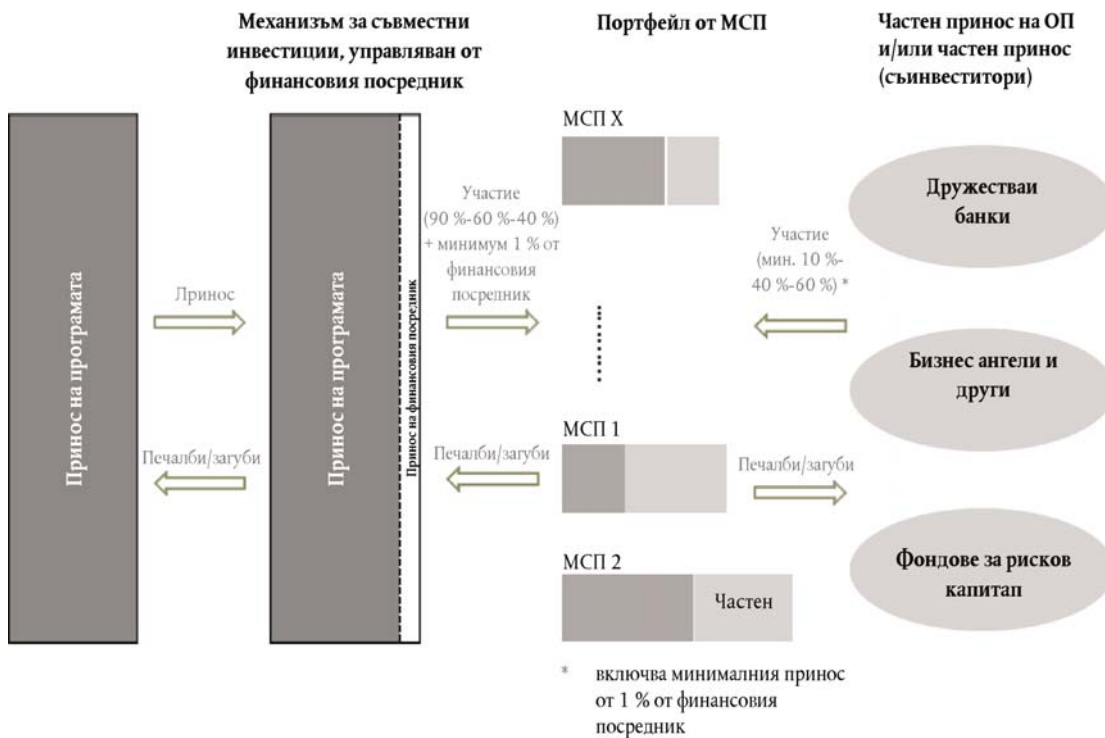 Механизъм за съвместни
инвестиции, управляван от
финансовия посредник
Портфейл от МСП
Частен принос на ОП
и/или частен принос
(съинвеститори)
Принос на програмата
Лринос
Печалби/загуби
Принос на програмата
Принос на финансовия посредник
Участие
(90 %-60 %-40 %)
+ минимум 1 % от
финансовия
посредник
Печалби/загуби
МСП X
МСП 1
МСП 2
Частен
Участие
(мин. 10 %-
40 %-60 %) *
Печалби/загуби
Дружестваи
банки
Бизнес ангели и
други
Фондове за рисков
капитап
* включва минималния принос
от 1 % от финансовия
посредник